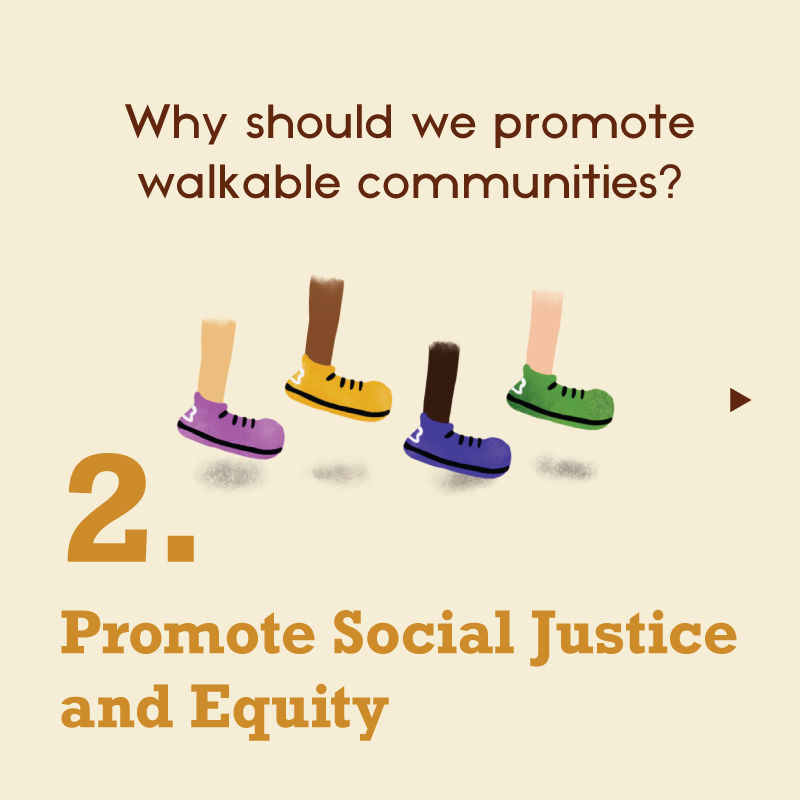 Why should we promote
walkable communities?
2.
Promote Social Justice
and Equity